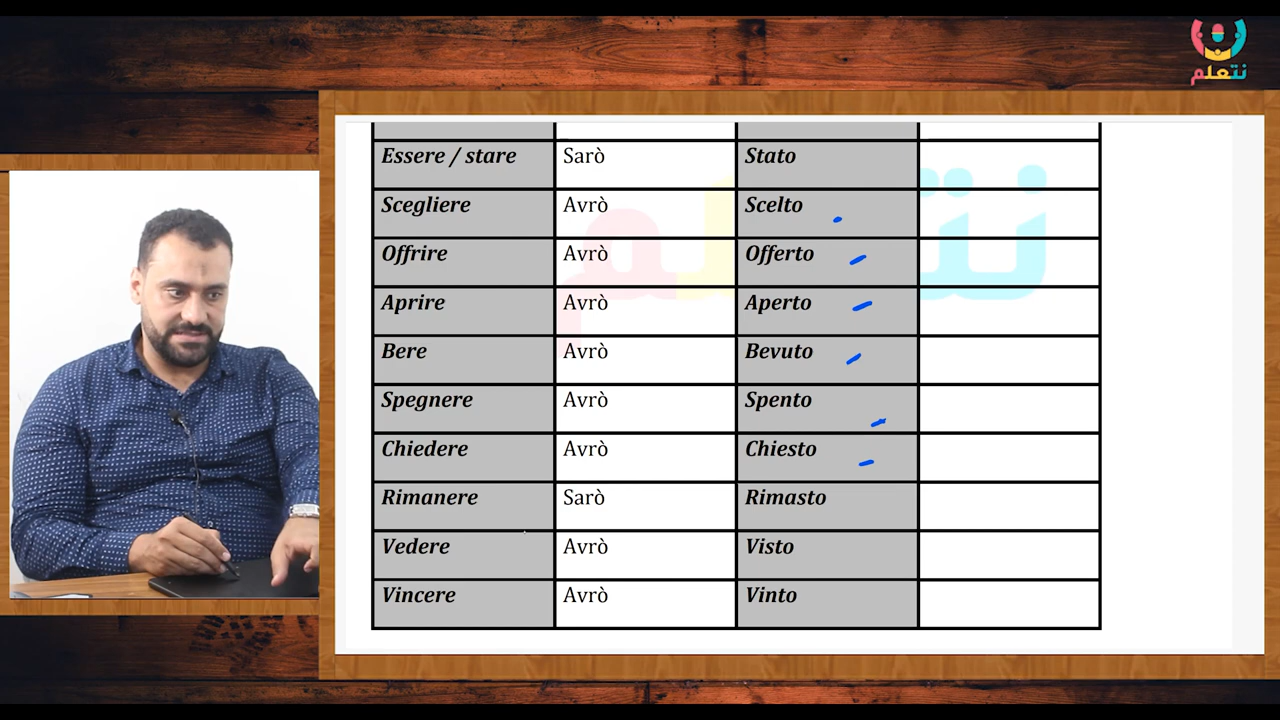 نتعلم
Essere / stare Sarò Stato
Scegliere Avrò Scelto
Offrire Avrò Offerto
Aprire Avrò Aperto
Bere Avrò Bevuto
Spegnere Avrò Spento
Chiedere Avrò Chiesto
Rimanere Sarò Rimasto
Vedere Avrò Visto
Vincere Avrò Vinto
نتعلم